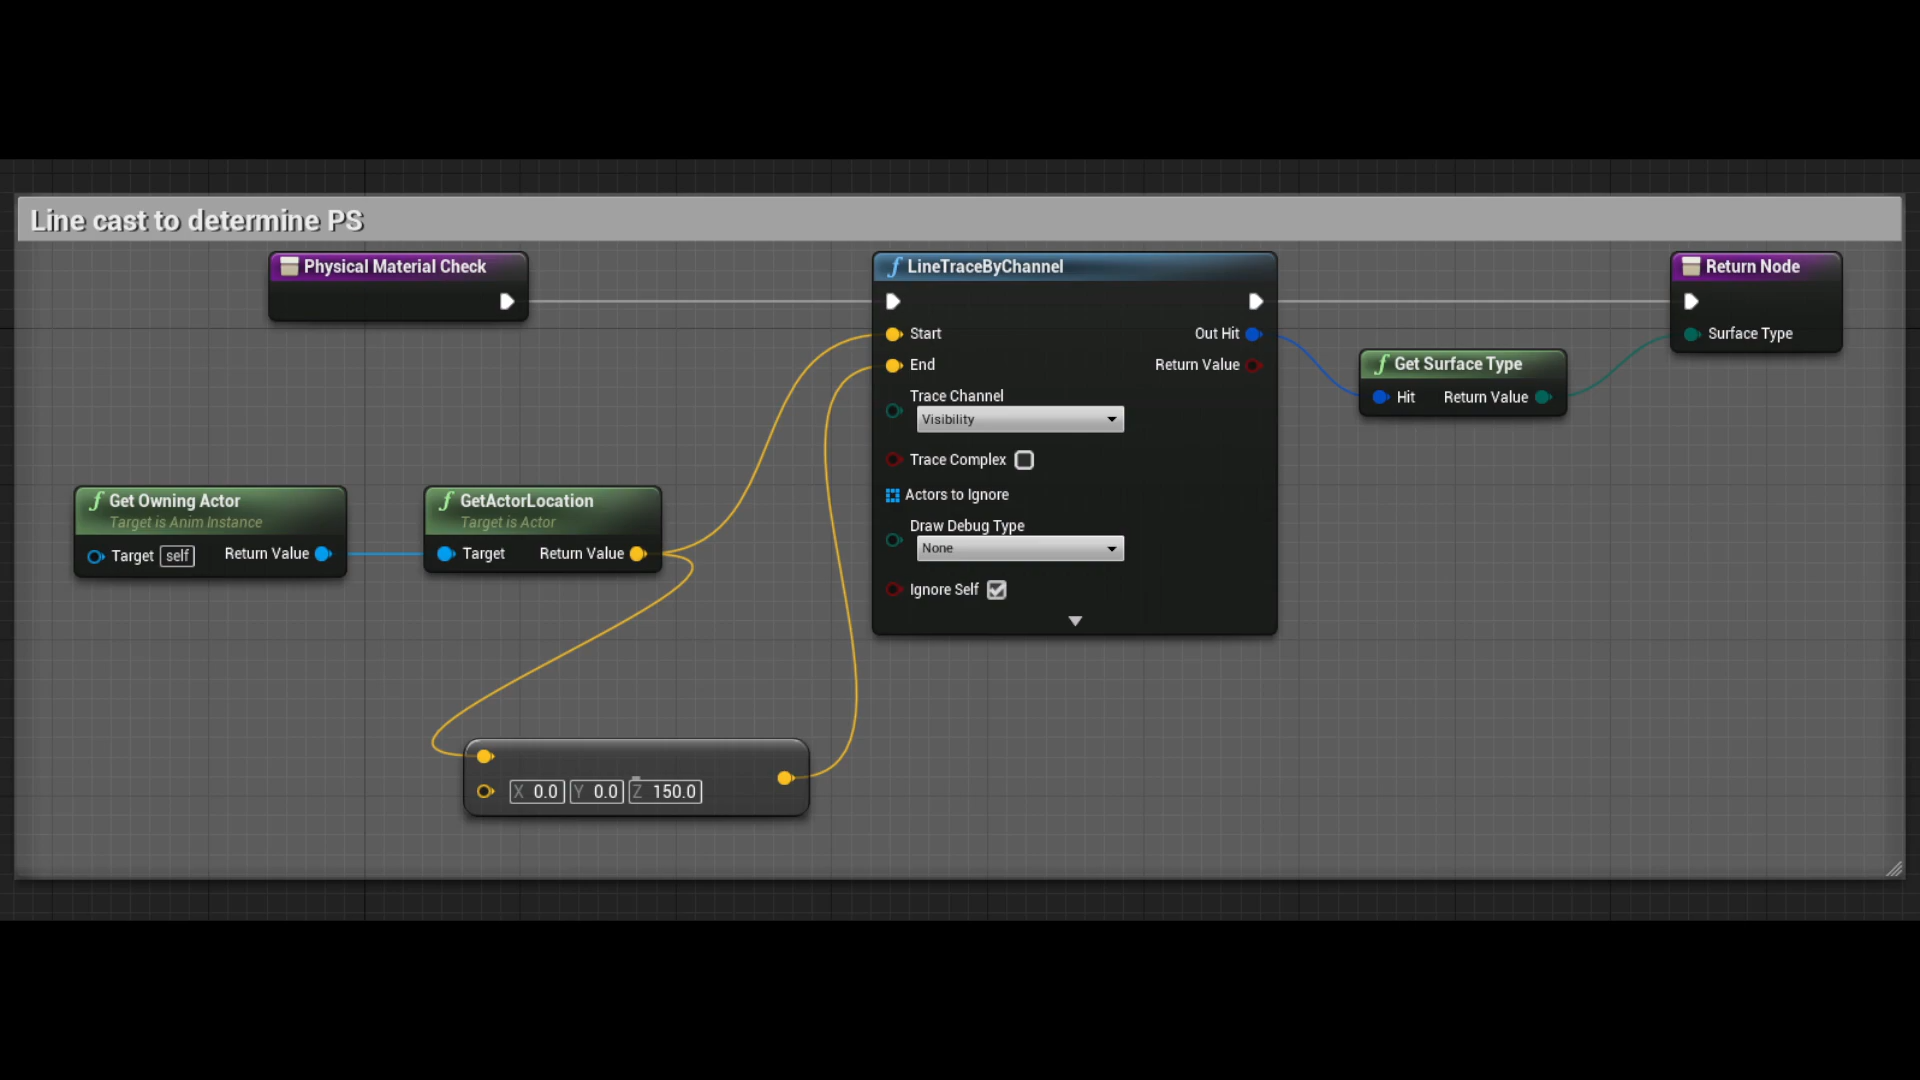 Line cast to determine PS
Physical Material Check
LineTraceByChannel
Start
End
Trace Channel
Visibility
Trace Complex
Actors to Ignore
Draw Debug Type
None
Ignore Self
Out Hit
Return Value
Get Surface Type
Hit Return Value
Return Node
Surface Type
Get Owning Actor
Target is Anim Instance
Target self Return Value
GetActorLocation
Target is Actor
Target Return Value
X 0.0 Y 0.0 Z 150.0